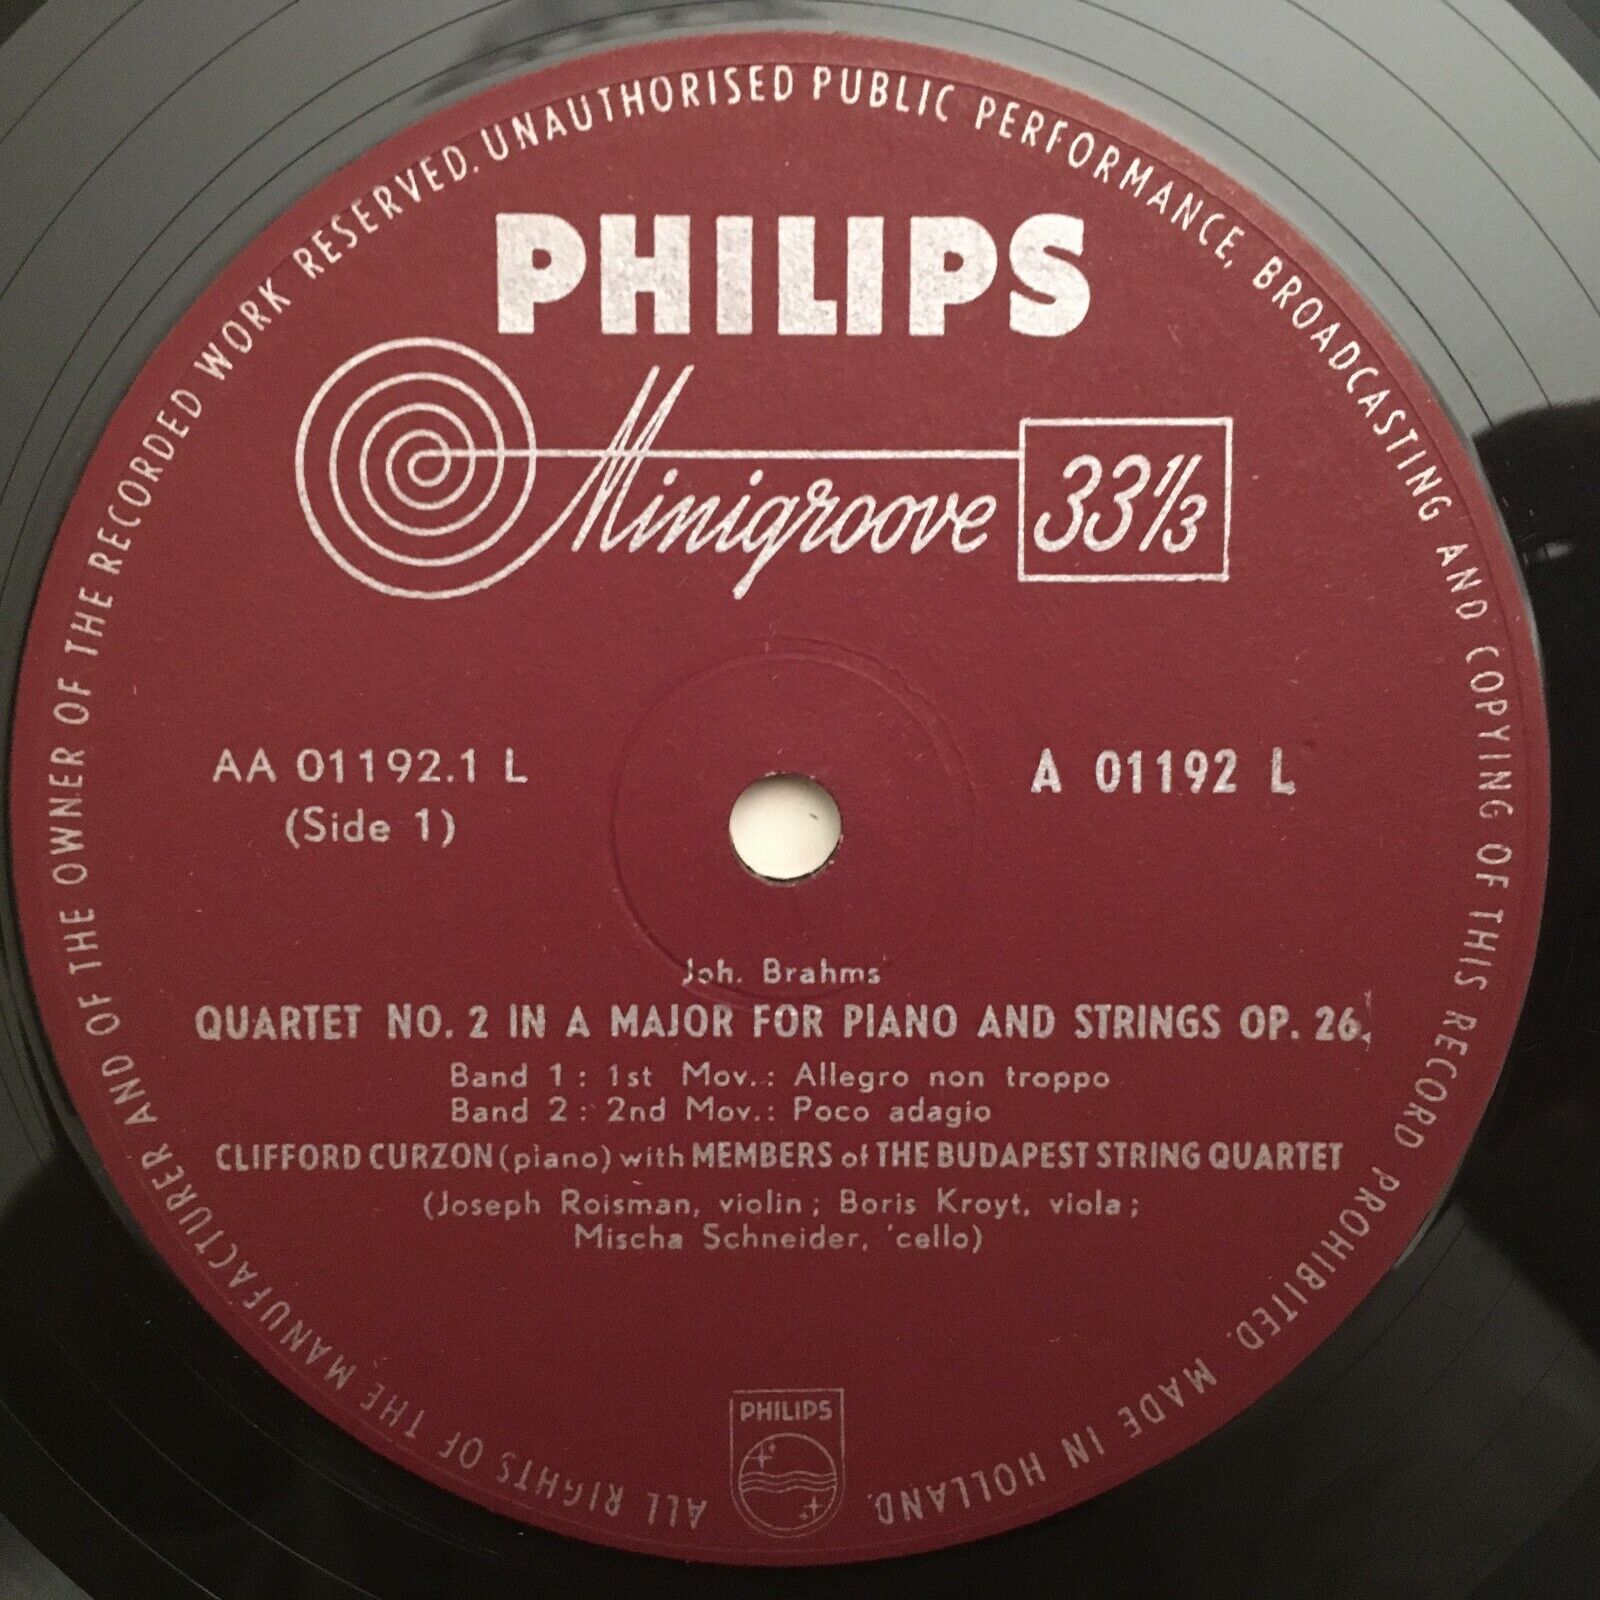 ALL RIGHTS OF THE MANUFACTURER AND OF THE OWNER OF THE RECORDED WORK RESERVED. UNAUTHORISED PUBLIC PERFORMANCE, BROADCASTING AND COPYING OF THIS RECORD PROHIBITED. MADE IN HOLLAND.
PHILIPS
Minigroove 33⅓
AA 01192.1 L
(Side 1)
A 01192 L
Joh. Brahms
QUARTET NO. 2 IN A MAJOR FOR PIANO AND STRINGS OP. 26.
Band 1: 1st Mov.: Allegro non troppo
Band 2: 2nd Mov.: Poco adagio
CLIFFORD CURZON (piano) with MEMBERS of THE BUDAPEST STRING QUARTET
(Joseph Roisman, violin; Boris Kroyt, viola;
Mischa Schneider, 'cello)
PHILIPS